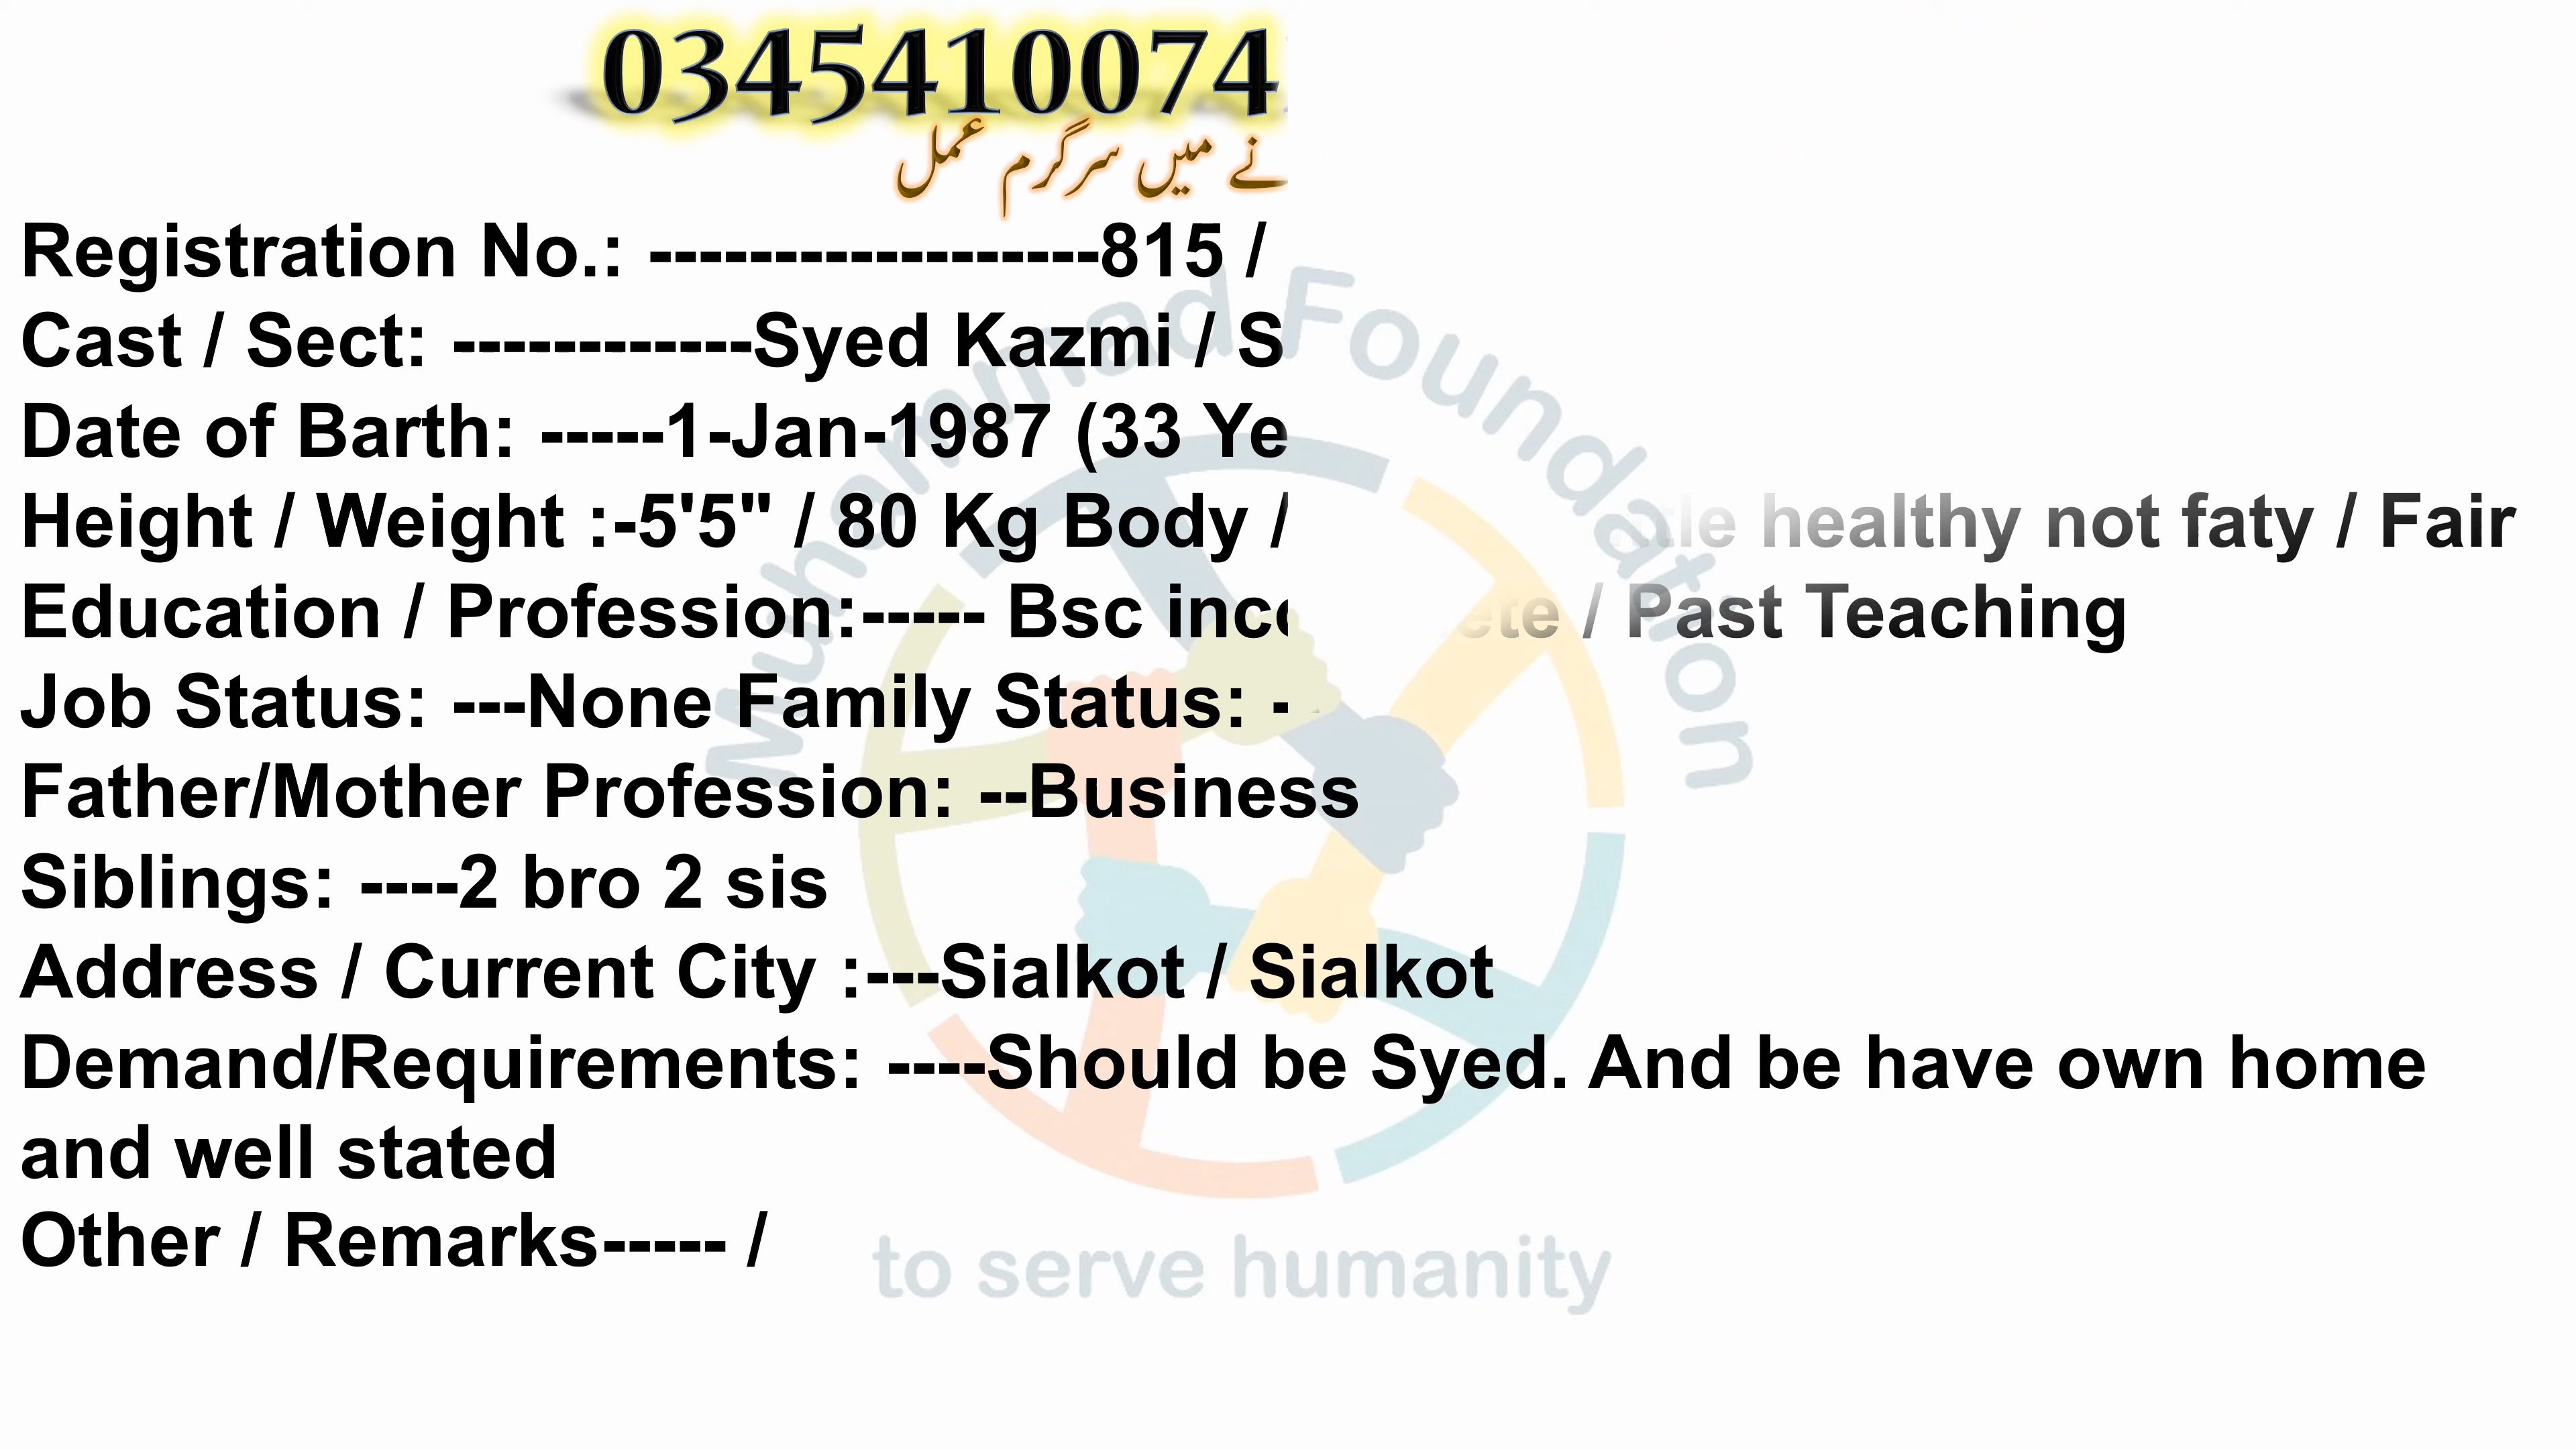 0345410074
نے میں سرگرم عمل
Registration No.: ------------------815 /
Cast / Sect: ------------Syed Kazmi / S
Date of Barth: -----1-Jan-1987 (33 Ye
Height / Weight :-5'5" / 80 Kg Body / healthy not faty / Fair
Education / Profession:----- Bsc / Past Teaching
Job Status: ---None Family Status: -
Father/Mother Profession: --Business
Siblings: ----2 bro 2 sis
Address / Current City :---Sialkot / Sialkot
Demand/Requirements: ----Should be Syed. And be have own home
and well stated
Other / Remarks----- /
Muhammad Foundation
to serve humanity